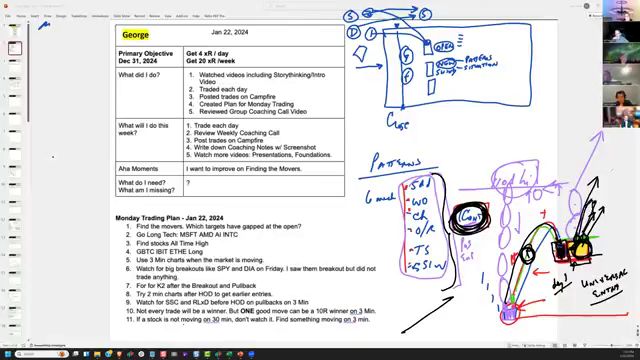 George
Jan 22, 2024
Primary Objective
Dec 31, 2024
Get 4 xR / day
Get 20 xR /week
What did I do?
1. Watched videos including Storythinking/Intro Video
2. Traded each day
3. Posted trades on Campfire
4. Created Plan for Monday Trading
5. Reviewed Group Coaching Call Video
What will I do this week?
1. Trade each day
2. Review Weekly Coaching Call
3. Post trades on Campfire
4. Write down Coaching Notes w/ Screenshot
5. Watch more videos: Presentations, Foundations.
Aha Moments
I want to improve on Finding the Movers.
What do I need?
What am I missing?
?
Monday Trading Plan - Jan 22, 2024
1. Find the movers. Which targets have gapped at the open?
2. Go Long Tech: MSFT AMD AI INTC
3. Find stocks All Time High
4. GBTC IBIT ETHE Long
5. Use 3 Min charts when the market is moving.
6. Watch for big breakouts like SPY and DIA on Friday. I saw them breakout but did not trade anything.
7. For for K2 after the Breakout and Pullback
8. Try 2 min charts after HOD to get earlier entries.
9. Watch for SSC and RLxD before HOD on pullbacks on 3 Min
10. Not every trade will be a winner. But ONE good move can be a 10R winner on 3 Min.
11. If a stock is not moving on 30 min, don't watch it. Find something moving on 3 min.
OPEN
NOW
PATTERNS
SITUATION
CLOSE
PATTERNS
WO
Ch
O/R
TS
CONT
day 1
UNIVERSAL
ENTRY